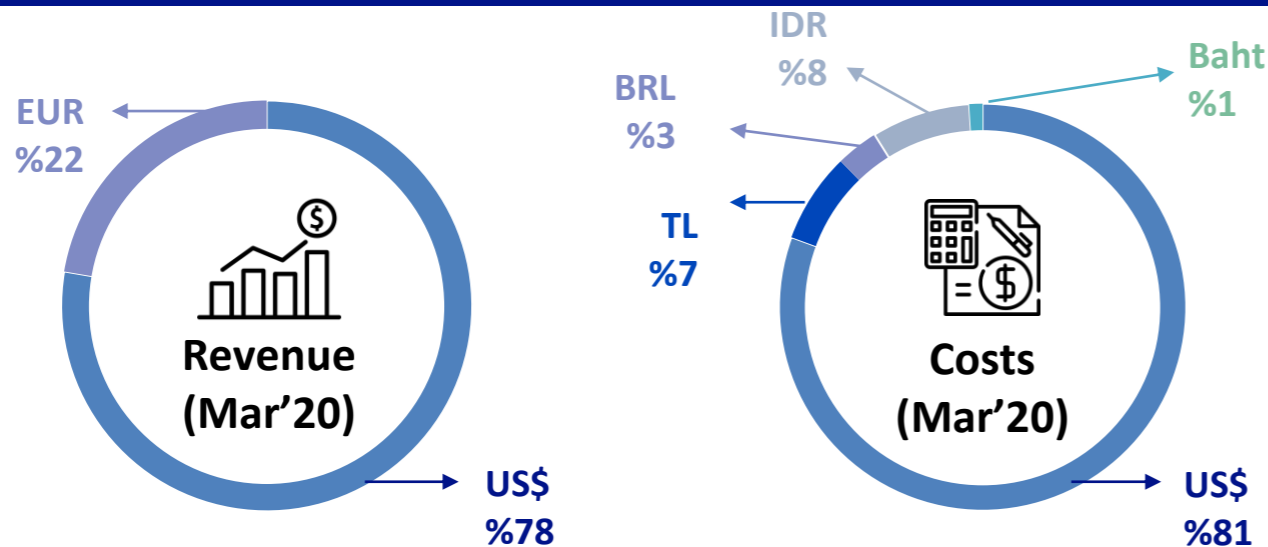 EUR
%22
$
Revenue
(Mar’20)
US$
%78
IDR
%8
Baht
%1
BRL
%3
TL
%7
$
Costs
(Mar’20)
US$
%81